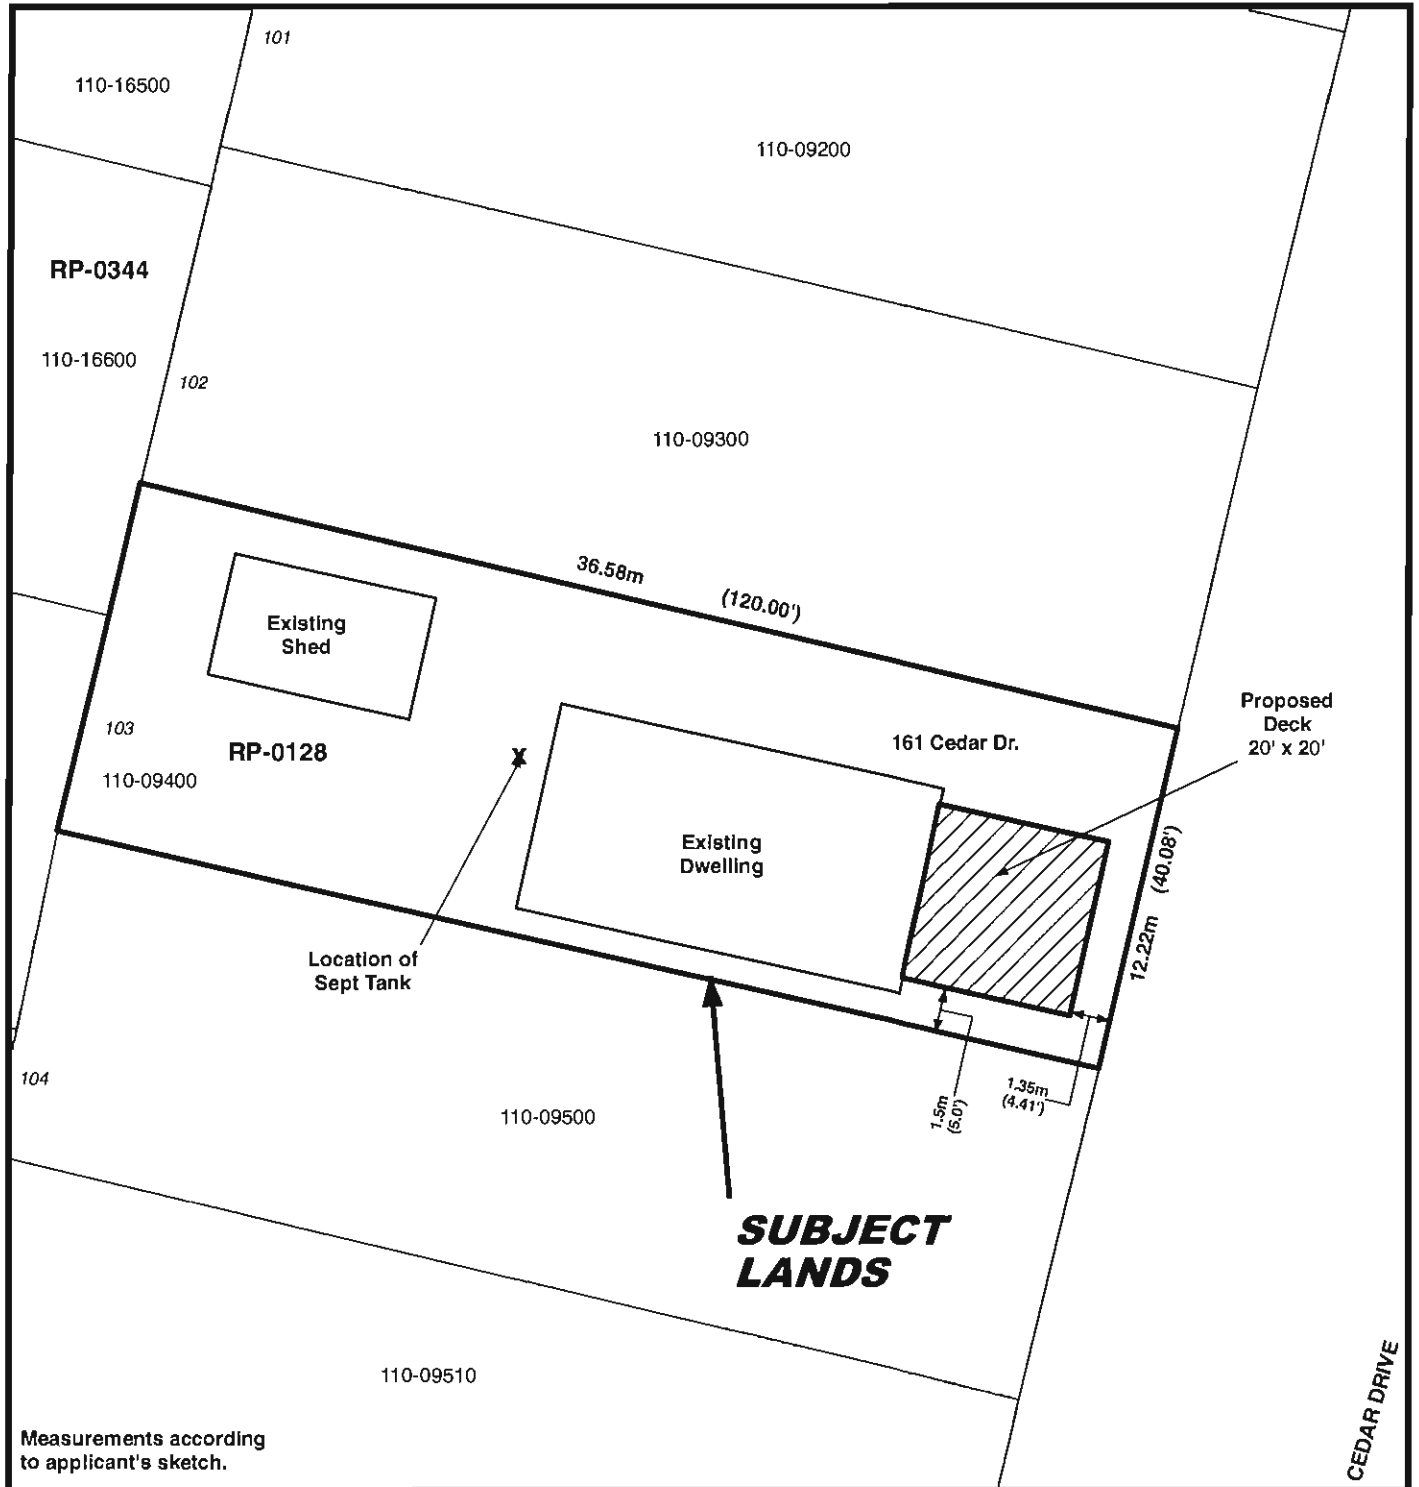 101
110-16500
110-09200
RP-0344
110-16600
102
110-09300
36.58m
(120.00')
Existing
Shed
Proposed
Deck
20' x 20'
103
RP-0128
X
161 Cedar Dr.
110-09400
Existing
Dwelling
(40.08')
12.22m
Location of
Sept Tank
104
1.5m
(5.0')
1.35m
(4.41')
110-09500
SUBJECT
LANDS
110-09510
CEDAR DRIVE
Measurements according
to applicant's sketch.